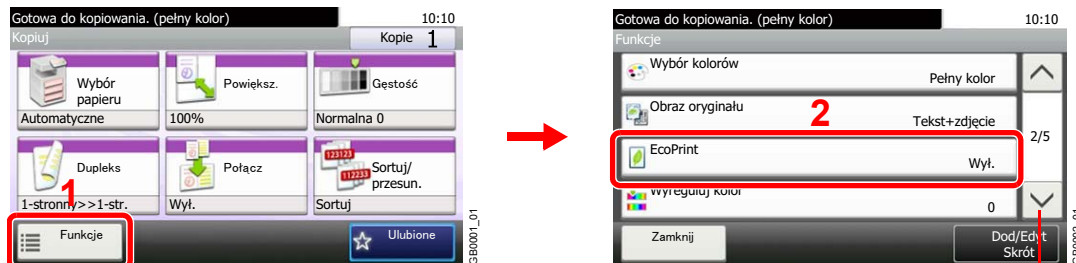 Gotowa do kopiowania. (pełny kolor)
10:10
Kopiuj
Kopie 1
Wybór
papieru
Automatyczne
Powiększ.
100%
Gęstość
Normalna 0
Dupleks
1-stronny>>1-str.
Połącz
Wył.
123123
112233
Sortuj/
przesun.
Sortuj
1
Funkcje
Ulubione
GB0001_01
Gotowa do kopiowania. (pełny kolor)
10:10
Funkcje
Wybór kolorów
Pełny kolor
Obraz oryginału
Tekst+zdjęcie
2
2/5
EcoPrint
Wył.
Wyreguluj kolor
0
Zamknij
Dod/Edyt
Skrót
GB0002_01